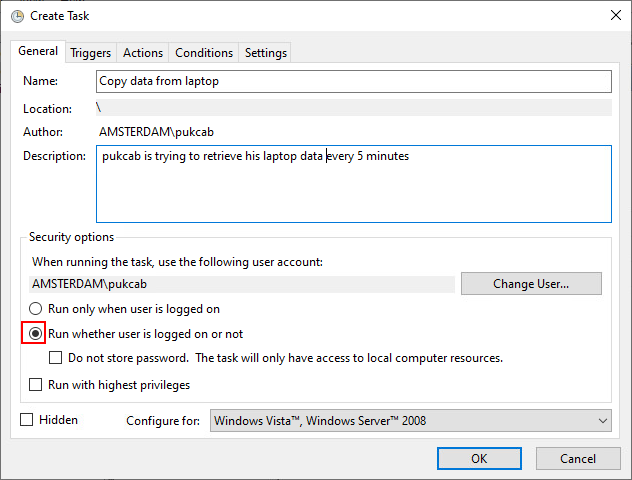 Create Task
General Triggers Actions Conditions Settings
Name: Copy data from laptop
Location: \
Author: AMSTERDAM\pukcab
Description: pukcab is trying to retrieve his laptop data every 5 minutes
Security options
When running the task, use the following user account:
AMSTERDAM\pukcab Change User...
Run only when user is logged on
Run whether user is logged on or not
Do not store password. The task will only have access to local computer resources.
Run with highest privileges
Hidden Configure for: Windows Vista™, Windows Server™ 2008
OK Cancel